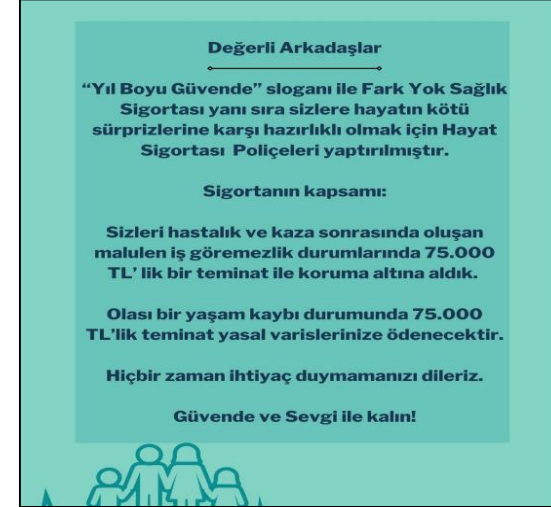 Değerli Arkadaşlar
“Yıl Boyu Güvende” sloganı ile Fark Yok Sağlık
Sigortası yanı sıra sizlere hayatın kötü
sürprizlerine karşı hazırlıklı olmak için Hayat
Sigortası Poliçeleri yaptırılmıştır.
Sigortanın kapsamı:
Sizleri hastalık ve kaza sonrasında oluşan
malulen iş göremezlik durumlarında 75.000
TL’ lik bir teminat ile koruma altına aldık.
Olası bir yaşam kaybı durumunda 75.000
TL’lik teminat yasal varislerinize ödenecektir.
Hiçbir zaman ihtiyaç duymamanızı dileriz.
Güvende ve Sevgi ile kalın!